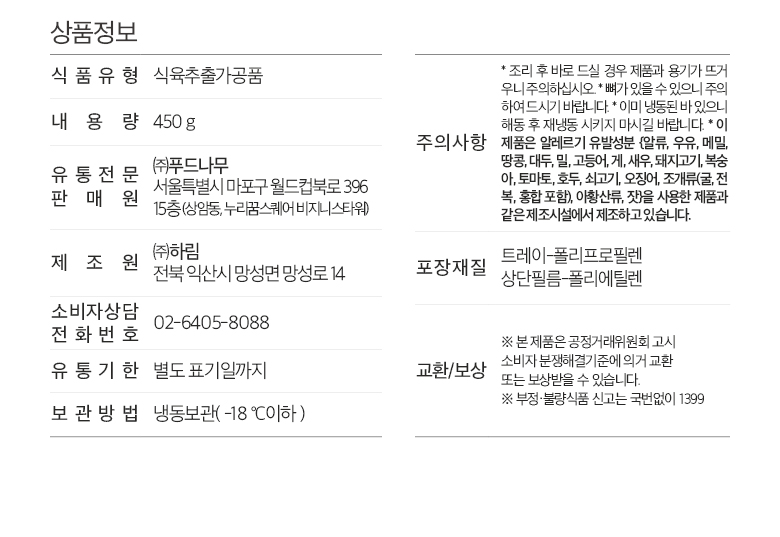 상품정보
식품유형 식육추출가공품
내용량 450 g
유통전문
판매원
㈜푸드나무
서울특별시 마포구 월드컵북로 396
15층 (상암동, 누리꿈스퀘어 비지니스타워)
제조원
㈜하림
전북 익산시 망성면 망성로 14
소비자상담
전화번호
02-6405-8088
유통기한 별도 표기일까지
보관방법 냉동보관( -18 ℃이하 )
주의사항
* 조리 후 바로 드실 경우 제품과 용기가 뜨거
우니 주의하십시오. * 뼈가 있을 수 있으니 주의
하여 드시기 바랍니다. * 이미 냉동된 바 있으니
해동 후 재냉동 시키지 마시길 바랍니다. * 이
제품은 알레르기 유발성분 {알류, 우유, 메밀,
땅콩, 대두, 밀, 고등어, 게, 새우, 돼지고기, 복숭
아, 토마토, 호두, 쇠고기, 오징어, 조개류(굴, 전
복, 홍합 포함), 아황산류, 잣}을 사용한 제품과
같은 제조시설에서 제조하고 있습니다.
포장재질
트레이-폴리프로필렌
상단필름-폴리에틸렌
교환/보상
※ 본 제품은 공정거래위원회 고시
소비자 분쟁해결기준에 의거 교환
또는 보상받을 수 있습니다.
※ 부정·불량식품 신고는 국번없이 1399